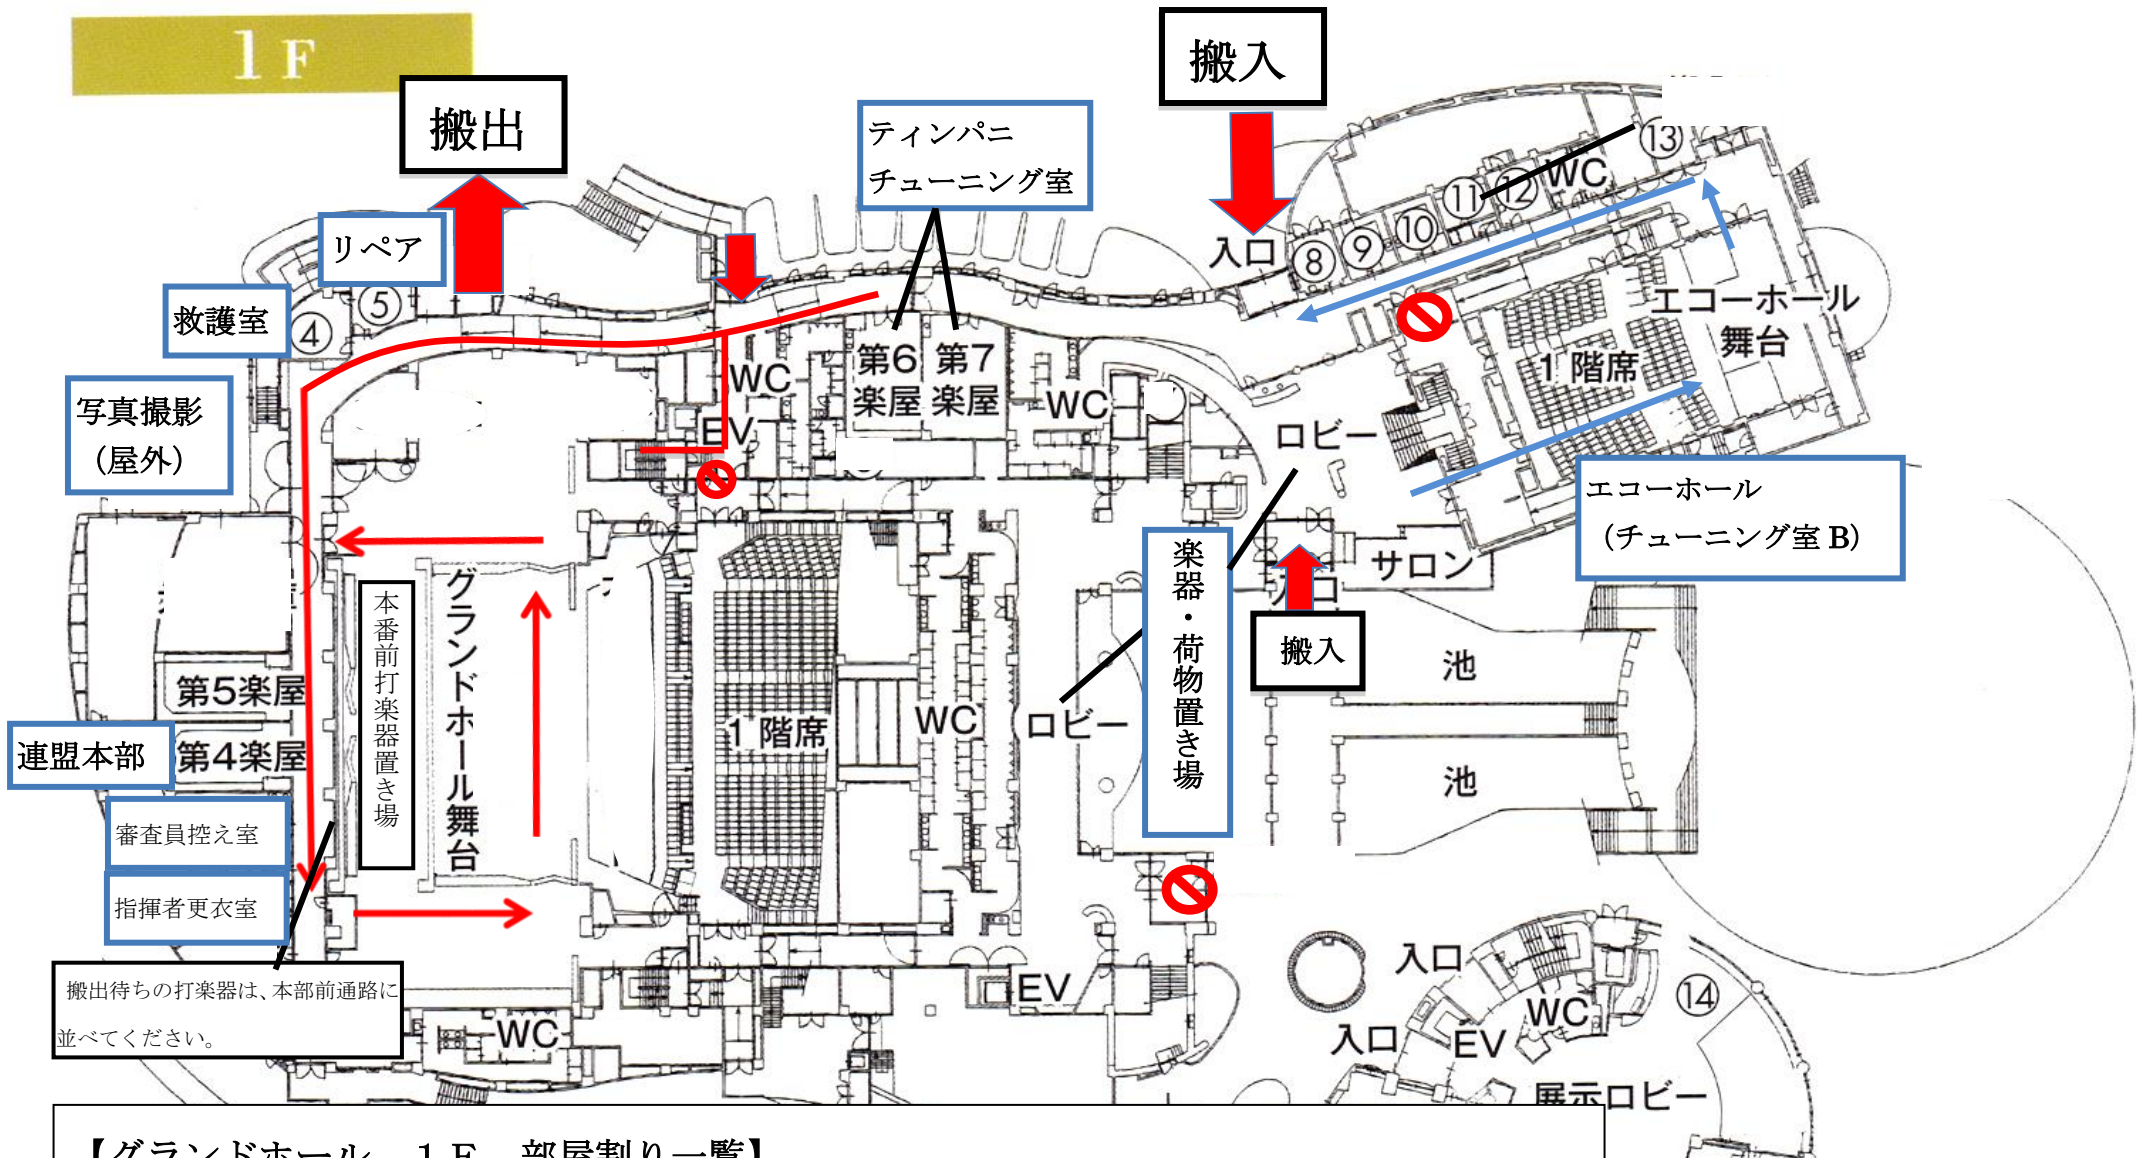 1F
搬入
搬出
ティンパニ
チューニング室
リペア
救護室
写真撮影
（屋外）
入口
⑧
⑨
⑩
⑪
⑫
WC
⑬
④
⑤
エコーホール
舞台
1階席
第6
楽屋
第7
楽屋
WC
WC
EV
ロビー
エコーホール
（チューニング室 B）
サロン
入口
搬入
楽器・荷物置き場
本番前打楽器置き場
グランドホール舞台
1階席
WC
ロビー
池
池
第5楽屋
第4楽屋
連盟本部
審査員控え室
指揮者更衣室
搬出待ちの打楽器は、本部前通路に
並べてください。
WC
EV
入口
入口
EV
WC
⑭
展示ロビー
【グランドホール　１Ｆ　部屋割り一覧】